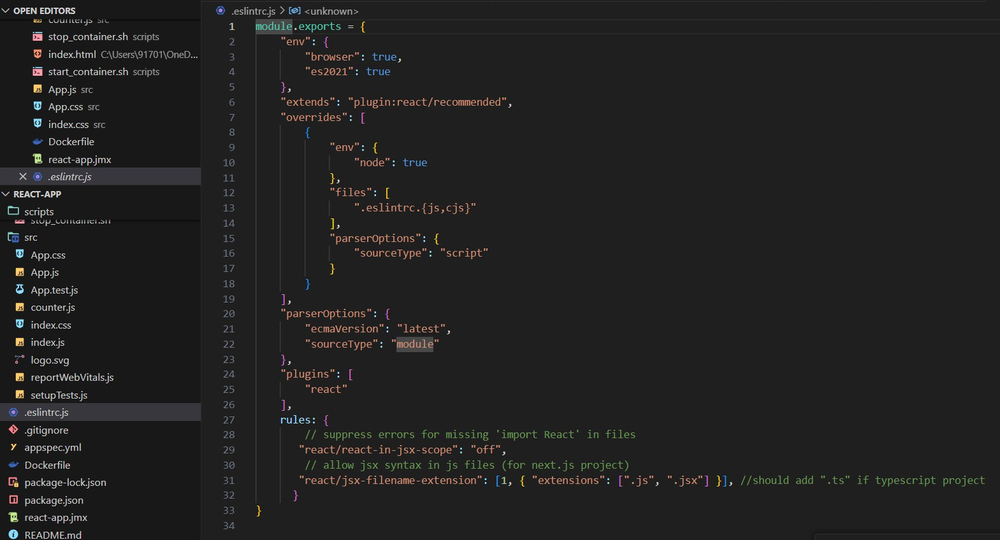 OPEN EDITORS
counter.js src
stop_container.sh scripts
index.html C:\Users\91701\OneD...
start_container.sh scripts
App.js src
App.css src
index.css src
Dockerfile
react-app.jmx
.eslintrc.js
REACT-APP
scripts
stop_container.sh
src
App.css
App.js
App.test.js
counter.js
index.css
index.js
logo.svg
reportWebVitals.js
setupTests.js
.eslintrc.js
.gitignore
appspec.yml
Dockerfile
package-lock.json
package.json
react-app.jmx
README.md
.eslintrc.js > <unknown>
1 module.exports = {
2 "env": {
3 "browser": true,
4 "es2021": true
5 },
6 "extends": "plugin:react/recommended",
7 "overrides": [
8 {
9 "env": {
10 "node": true
11 },
12 "files": [
13 ".eslintrc.{js,cjs}"
14 ],
15 "parserOptions": {
16 "sourceType": "script"
17 }
18 }
19 ],
20 "parserOptions": {
21 "ecmaVersion": "latest",
22 "sourceType": "module"
23 },
24 "plugins": [
25 "react"
26 ],
27 rules: {
28 // suppress errors for missing 'import React' in files
29 "react/react-in-jsx-scope": "off",
30 // allow jsx syntax in js files (for next.js project)
31 "react/jsx-filename-extension": [1, { "extensions": [".js", ".jsx"] }], //should add ".ts" if typescript project
32 }
33 }
34